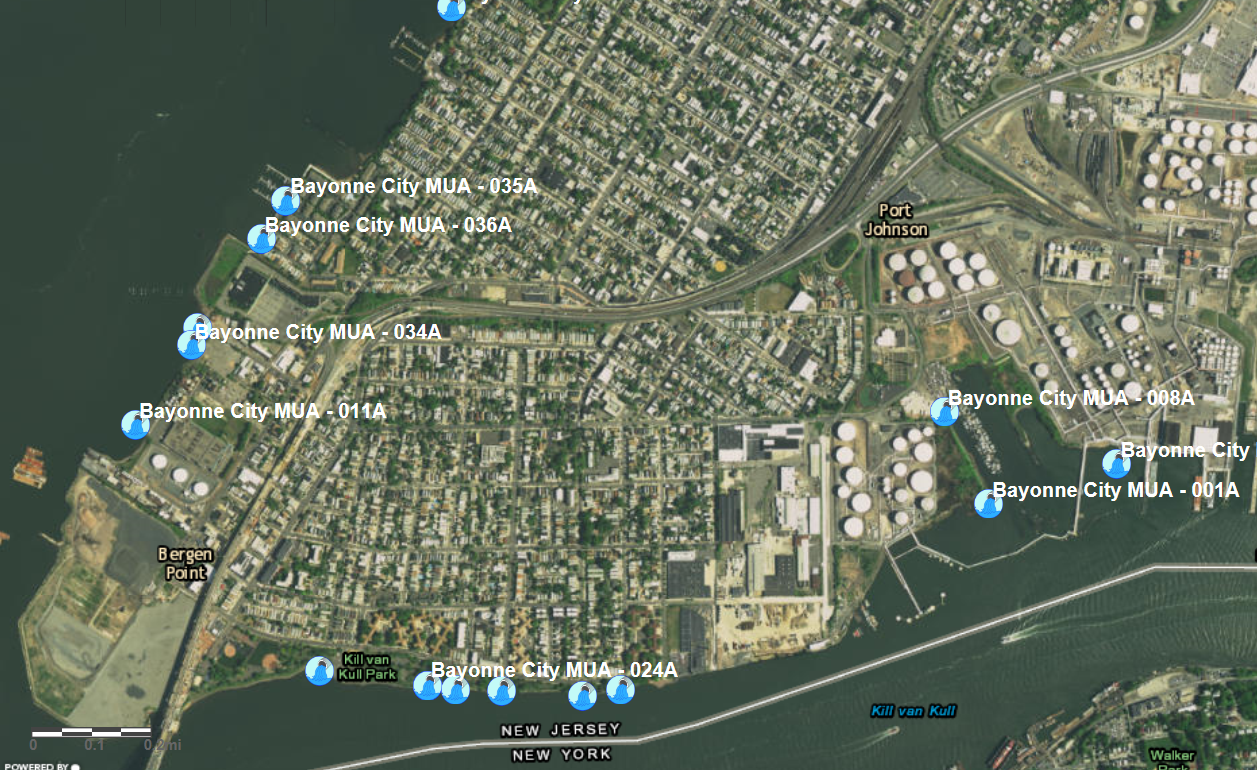 Bayonne City MUA - 035A
Bayonne City MUA - 036A
Port
Johnson
Bayonne City MUA - 034A
Bayonne City MUA - 011A
Bayonne City MUA - 008A
Bayonne City
Bayonne City MUA - 001A
Bergen
Point
Kill van
Kull Park
Bayonne City MUA - 024A
Kill van Kull
NEW JERSEY
NEW YORK
0
0.1
mi
Walker
Park
POWERED BY